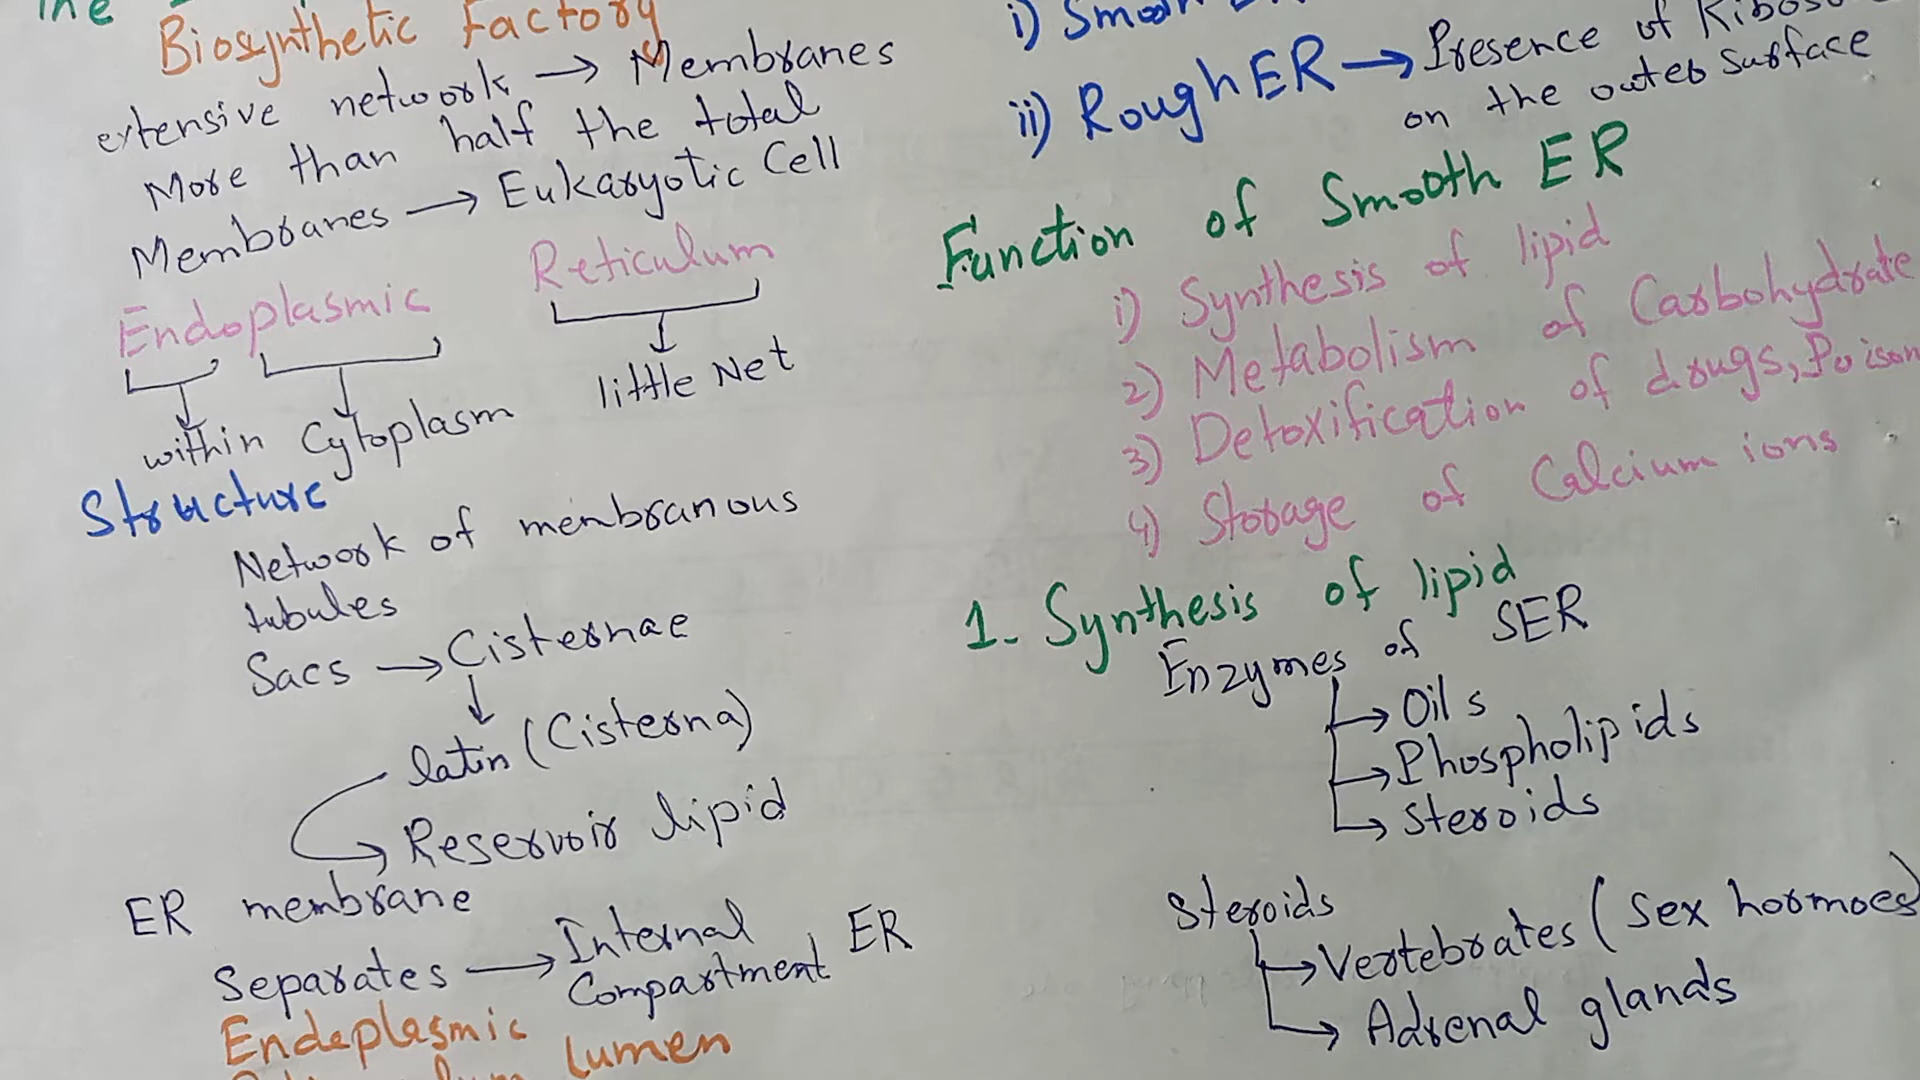 The
Biosynthetic Factory
extensive network → Membranes
More than half the total
Membranes → Eukaryotic Cell
Endoplasmic Reticulum
within Cytoplasm little Net
Structure
Network of membranous
tubules
Sacs → Cisternae
latin (Cisterna)
Reservoir lipid
ER membrane
Separates → Internal Compartment ER
Endoplasmic
lumen
i) Smooth
ii) Rough ER → Presence of
on the outer surface
Function of Smooth ER
i) Synthesis of lipid
2) Metabolism of Carbohydrate
3) Detoxification of drugs, Poison
4) Storage of Calcium ions
1. Synthesis of lipid
Enzymes of SER
→ Oils
→ Phospholipids
→ Steroids
Steroids
→ Vertebrates (Sex hormoes)
→ Adrenal glands